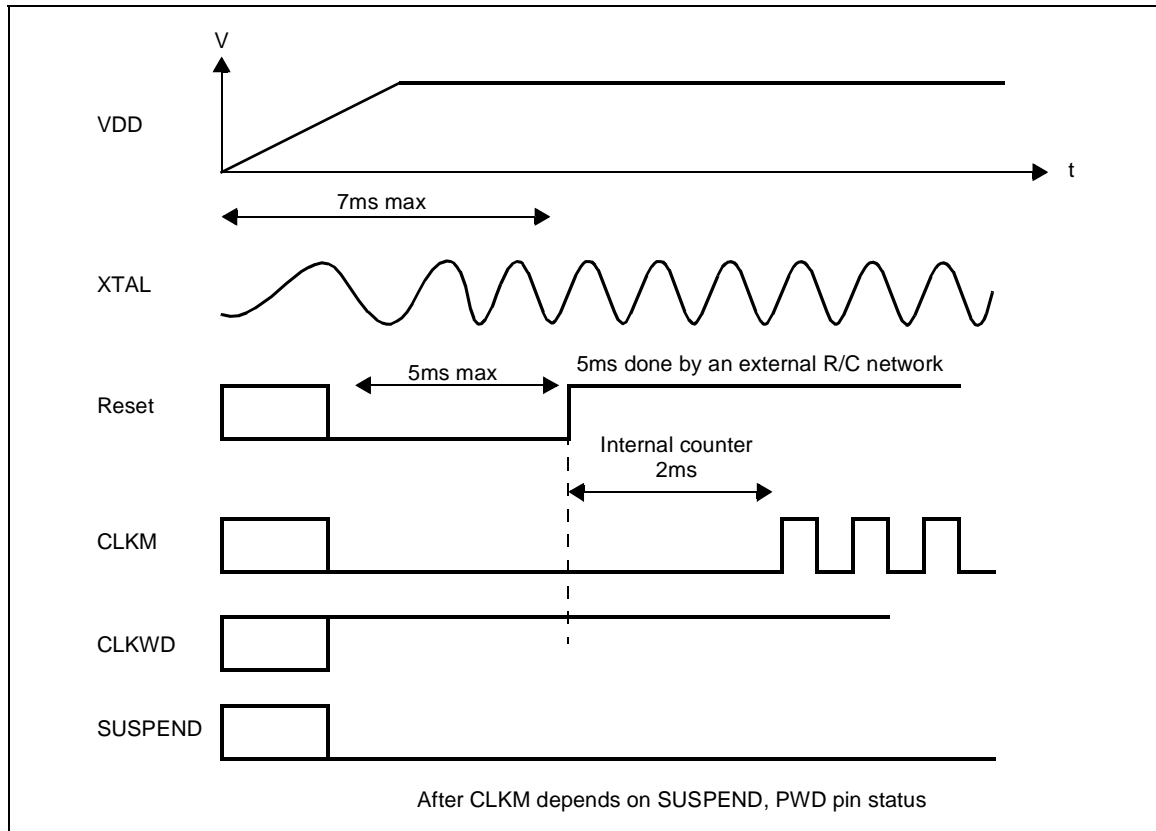 V
VDD
t
7ms max
XTAL
5ms max
5ms done by an external R/C network
Reset
Internal counter
2ms
CLKM
CLKWD
SUSPEND
After CLKM depends on SUSPEND, PWD pin status